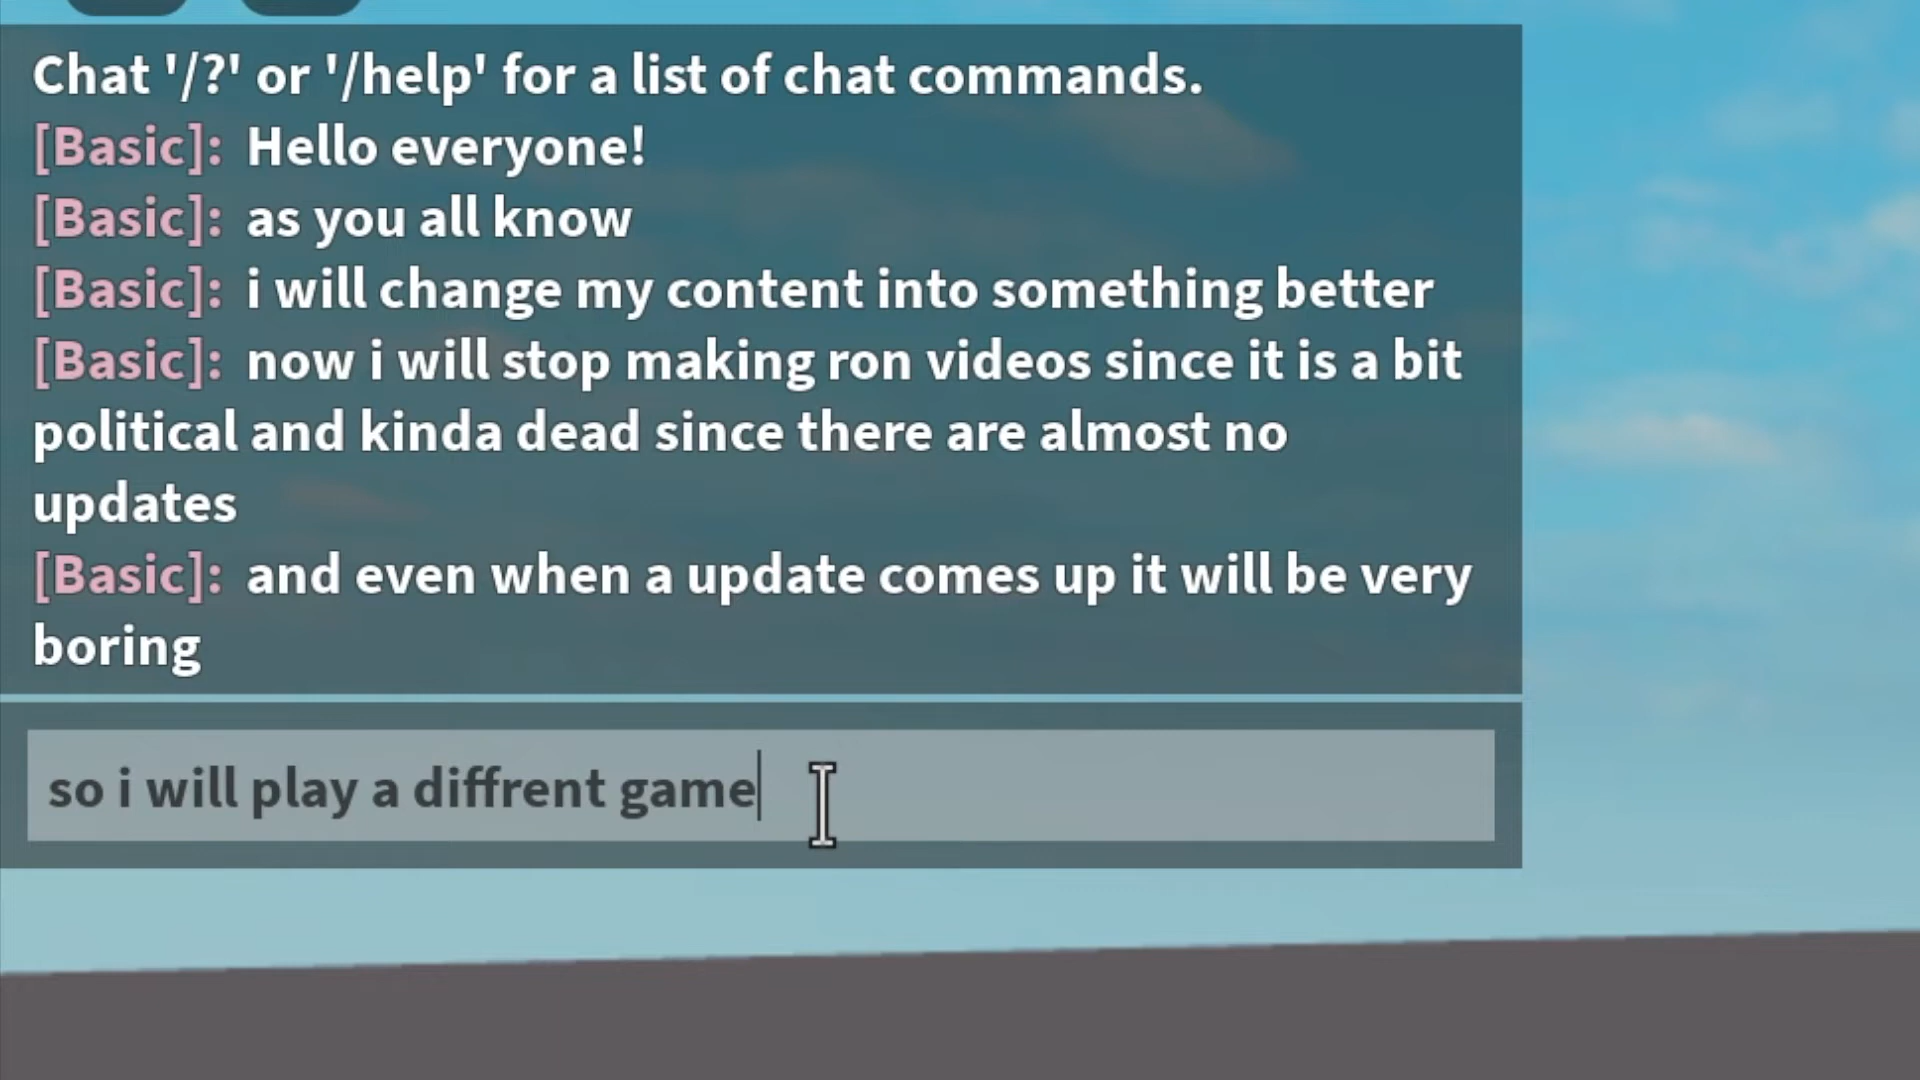 Chat '/?' or '/help' for a list of chat commands.
[Basic]: Hello everyone!
[Basic]: as you all know
[Basic]: i will change my content into something better
[Basic]: now i will stop making ron videos since it is a bit
political and kinda dead since there are almost no
updates
[Basic]: and even when a update comes up it will be very
boring
so i will play a diffrent game